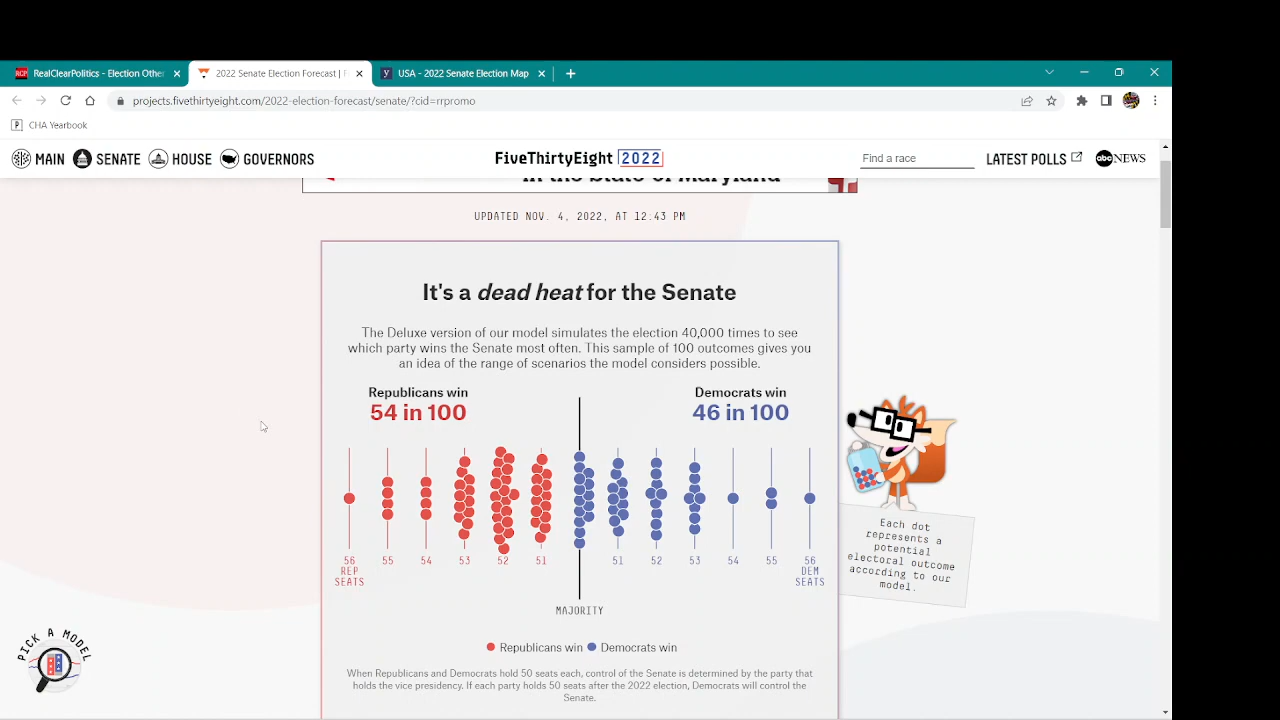 RCP RealClearPolitics - Election Other
2022 Senate Election Forecast |
USA - 2022 Senate Election Map
projects.fivethirtyeight.com/2022-election-forecast/senate/?cid=rrpromo
CHA Yearbook
MAIN SENATE HOUSE GOVERNORS
FiveThirtyEight 2022
Find a race
LATEST POLLS
abc NEWS
in the State of Maryland
UPDATED NOV. 4, 2022, AT 12:43 PM
It's a dead heat for the Senate
The Deluxe version of our model simulates the election 40,000 times to see
which party wins the Senate most often. This sample of 100 outcomes gives you
an idea of the range of scenarios the model considers possible.
Republicans win
54 in 100
Democrats win
46 in 100
56 55 54 53 52 51 51 52 53 54 55 56
REP DEM
SEATS SEATS
MAJORITY
Each dot
represents a
potential
electoral outcome
according to our
model.
Republicans win Democrats win
When Republicans and Democrats hold 50 seats each, control of the Senate is determined by the party that
holds the vice presidency. If each party holds 50 seats after the 2022 election, Democrats will control the
Senate.
PICK A MODEL